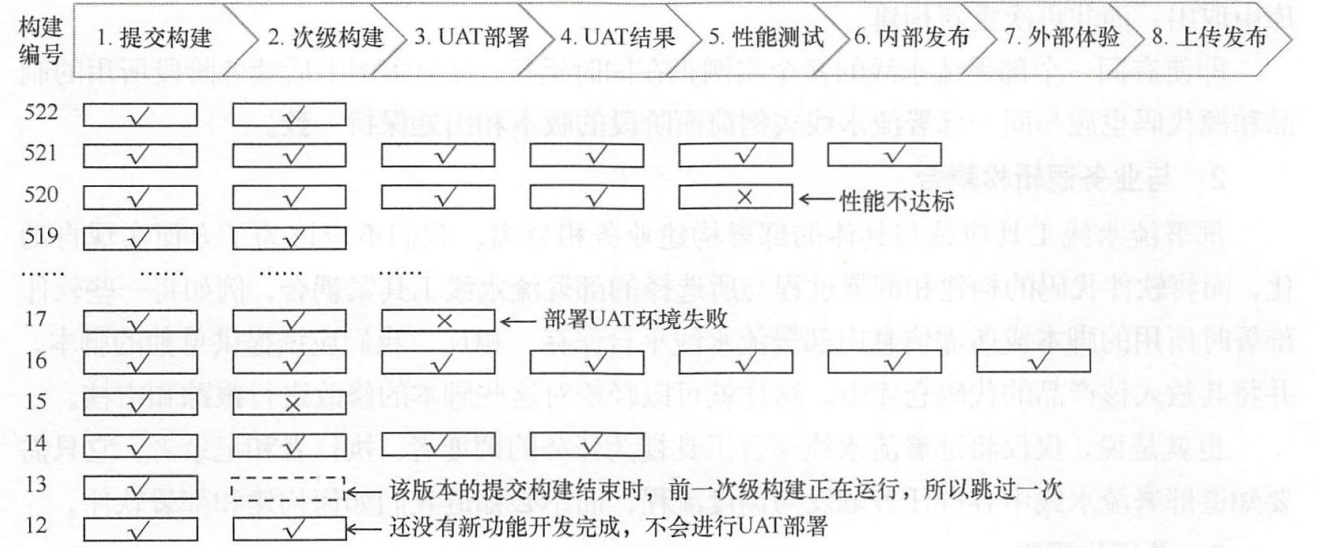 构建编号 1. 提交构建 2. 次级构建 3. UAT部署 4. UAT结果 5. 性能测试 6. 内部发布 7. 外部体验 8. 上传发布
522 ✓ ✓
521 ✓ ✓ ✓ ✓ ✓ ✓
520 ✓ ✓ ✓ ✓ × 性能不达标
519 ✓ ✓
…… …… …… ……
17 ✓ ✓ × 部署UAT环境失败
16 ✓ ✓ ✓ ✓ ✓ ✓ ✓
15 ✓ ×
14 ✓ ✓ ✓ ✓
13 ✓ 该版本的提交构建结束时，前一次级构建正在运行，所以跳过一次
12 ✓ ✓ 还没有新功能开发完成，不会进行UAT部署